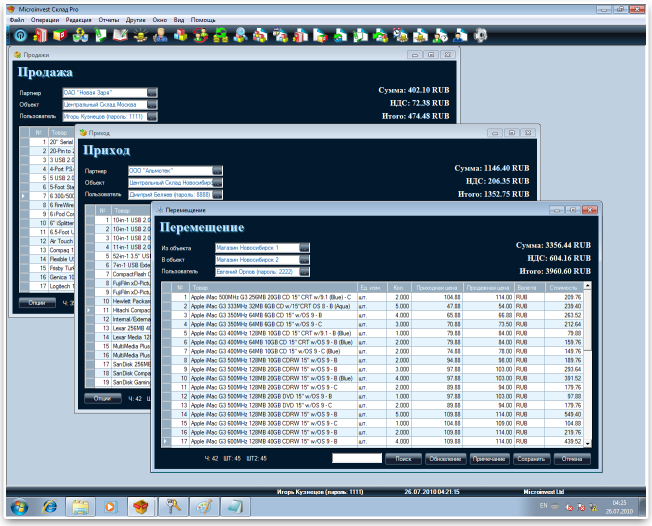 Microinvest Склад Pro
Файл Операции Редакция Отчеты Другие Окно Вид Помощь
Продажи
Продажа
Партнер ОАО "Новая Заря"
Объект Центральный Склад Москва
Пользователь Игорь Кузнецов (пароль: 1111)
Сумма: 402.10 RUB
НДС: 72.38 RUB
Итого: 474.48 RUB
№ Товар
1 20" Serial
2 20-Pin to 2
3 3 USB 2.0
4 4-Port PS/
5 5 USB 2.0
6 5-Foot Sta
7 6 300/500
8 6 FireWire
9 6 iPod Cor
10 6" iSplitter
11 6.5-Foot U
12 Air Touch
13 Compaq 1
14 Flexible U
15 Frisby Tur
16 Genica 10
17 Logitech 1
Опции
Приход
Приход
Партнер ООО "Альмотек"
Объект Центральный Склад Новосибирс
Пользователь Дмитрий Беляев (пароль: 8888)
Сумма: 1146.40 RUB
НДС: 206.35 RUB
Итого: 1352.75 RUB
№ Товар
1 10-in-1 USB 2.0
2 10-in-1 USB 2.0
3 10-in-1 USB 2.0
4 11-in-1 USB 2.0
5 52-in-1 3.5" US
6 7-in-1 USB 2.0
7 CompactFlash C
8 FujiFilm xD-Pictu
9 FujiFilm xD-Pictu
10 Hewlett Packard
11 Hitachi Compac
12 Internal/Externa
13 Lexar 256MB 40
14 Lexar Media 12
15 MultiMedia Plus
16 MultiMedia Plus
17 SanDisk 256MB
18 SanDisk Compa
19 SanDisk Gaming
Опции Ч: 42
Перемещение
Перемещение
Из объекта Магазин Новосибирск 1
В объект Магазин Новосибирск 2
Пользователь Евгений Орлов (пароль: 2222)
Сумма: 3356.44 RUB
НДС: 604.16 RUB
Итого: 3960.60 RUB
№ Товар Ед. изм. Кол. Приходная цена Продажная цена Валюта Стоимость
1 Apple iMac 500MHz G3 256MB 20GB CD 15" CRT w/9.1 (Blue) - C шт. 2.000 104.88 114.00 RUB 209.76
2 Apple iMac G3 333MHz 32MB 6GB CD w/15"CRT OS 8 - B (Aqua) шт. 5.000 47.88 94.00 RUB 239.40
3 Apple iMac G3 350MHz 64MB 6GB CD 15" w/OS 9 - B шт. 4.000 65.88 66.88 RUB 263.52
4 Apple iMac G3 350MHz 64MB 6GB CD 15" w/OS 9 - C шт. 3.000 70.88 73.50 RUB 212.64
5 Apple iMac G3 400MHz 64MB 10GB CD 15" w/OS 9 - B (Blue) шт. 1.000 79.88 84.00 RUB 79.88
6 Apple iMac G3 400MHz 64MB 10GB CD 15" w/OS 9 - B (Blue) шт. 2.000 79.88 84.00 RUB 159.76
7 Apple iMac G3 400MHz 64MB 10GB CD 15" w/OS 9 - C (Blue) шт. 2.000 74.88 78.00 RUB 149.76
8 Apple iMac G3 500MHz 128MB 20GB CDRW 15" w/OS 9 - B шт. 2.000 94.88 98.00 RUB 189.76
9 Apple iMac G3 500MHz 128MB 20GB CDRW 15" w/OS 9 - B шт. 3.000 97.88 103.00 RUB 293.64
10 Apple iMac G3 500MHz 128MB 20GB CDRW 15" w/OS 9 - B (Blue) шт. 4.000 97.88 103.00 RUB 391.52
11 Apple iMac G3 500MHz 128MB 20GB CDRW 15" w/OS 9 - C шт. 2.000 89.88 94.00 RUB 179.76
12 Apple iMac G3 500MHz 128MB 20GB DVD 15" w/OS 9 - B шт. 1.000 97.88 103.00 RUB 97.88
13 Apple iMac G3 500MHz 128MB 20GB DVD 15" w/OS 9 - C шт. 2.000 89.88 94.00 RUB 179.76
14 Apple iMac G3 600MHz 128MB 40GB CDRW 15" w/OS 9 - B шт. 5.000 109.88 114.00 RUB 549.40
15 Apple iMac G3 600MHz 128MB 40GB CDRW 15" w/OS 9 - C шт. 1.000 104.88 109.00 RUB 104.88
16 Apple iMac G3 600MHz 128MB 40GB CDRW 15" w/OS 9 - B шт. 2.000 109.88 114.00 RUB 219.76
17 Apple iMac G3 600MHz 128MB 40GB CDRW 15" w/OS 9 - B шт. 4.000 109.88 114.00 RUB 439.52
Ч: 42 ШТ: 45 ШТ2: 45 Поиск Обновление Примечание Сохранить Отмена
Игорь Кузнецов (пароль: 1111) 26.07.2010 04:21:15 Microinvest Ltd
EN 04:25
26.07.2010